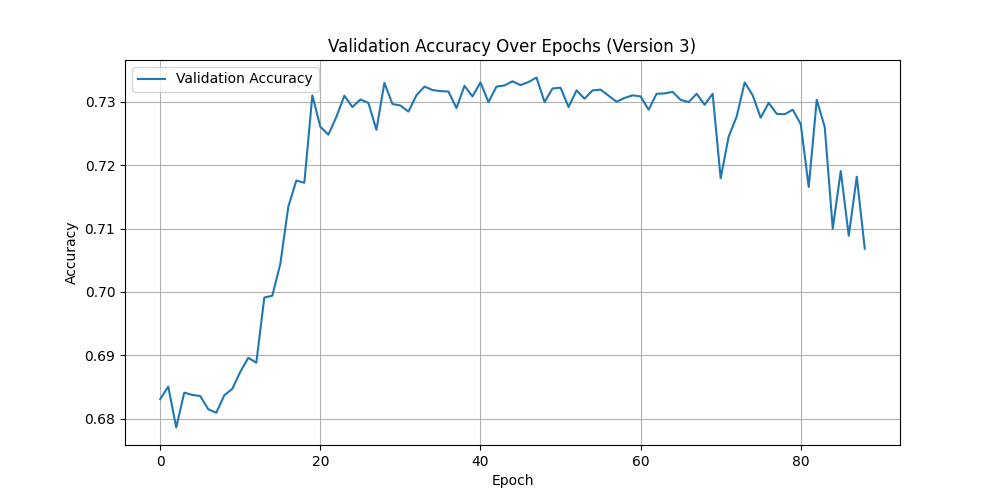 Validation Accuracy Over Epochs (Version 3)
Validation Accuracy
0.73
0.72
0.71
0.70
0.69
0.68
Accuracy
0 20 40 60 80
Epoch